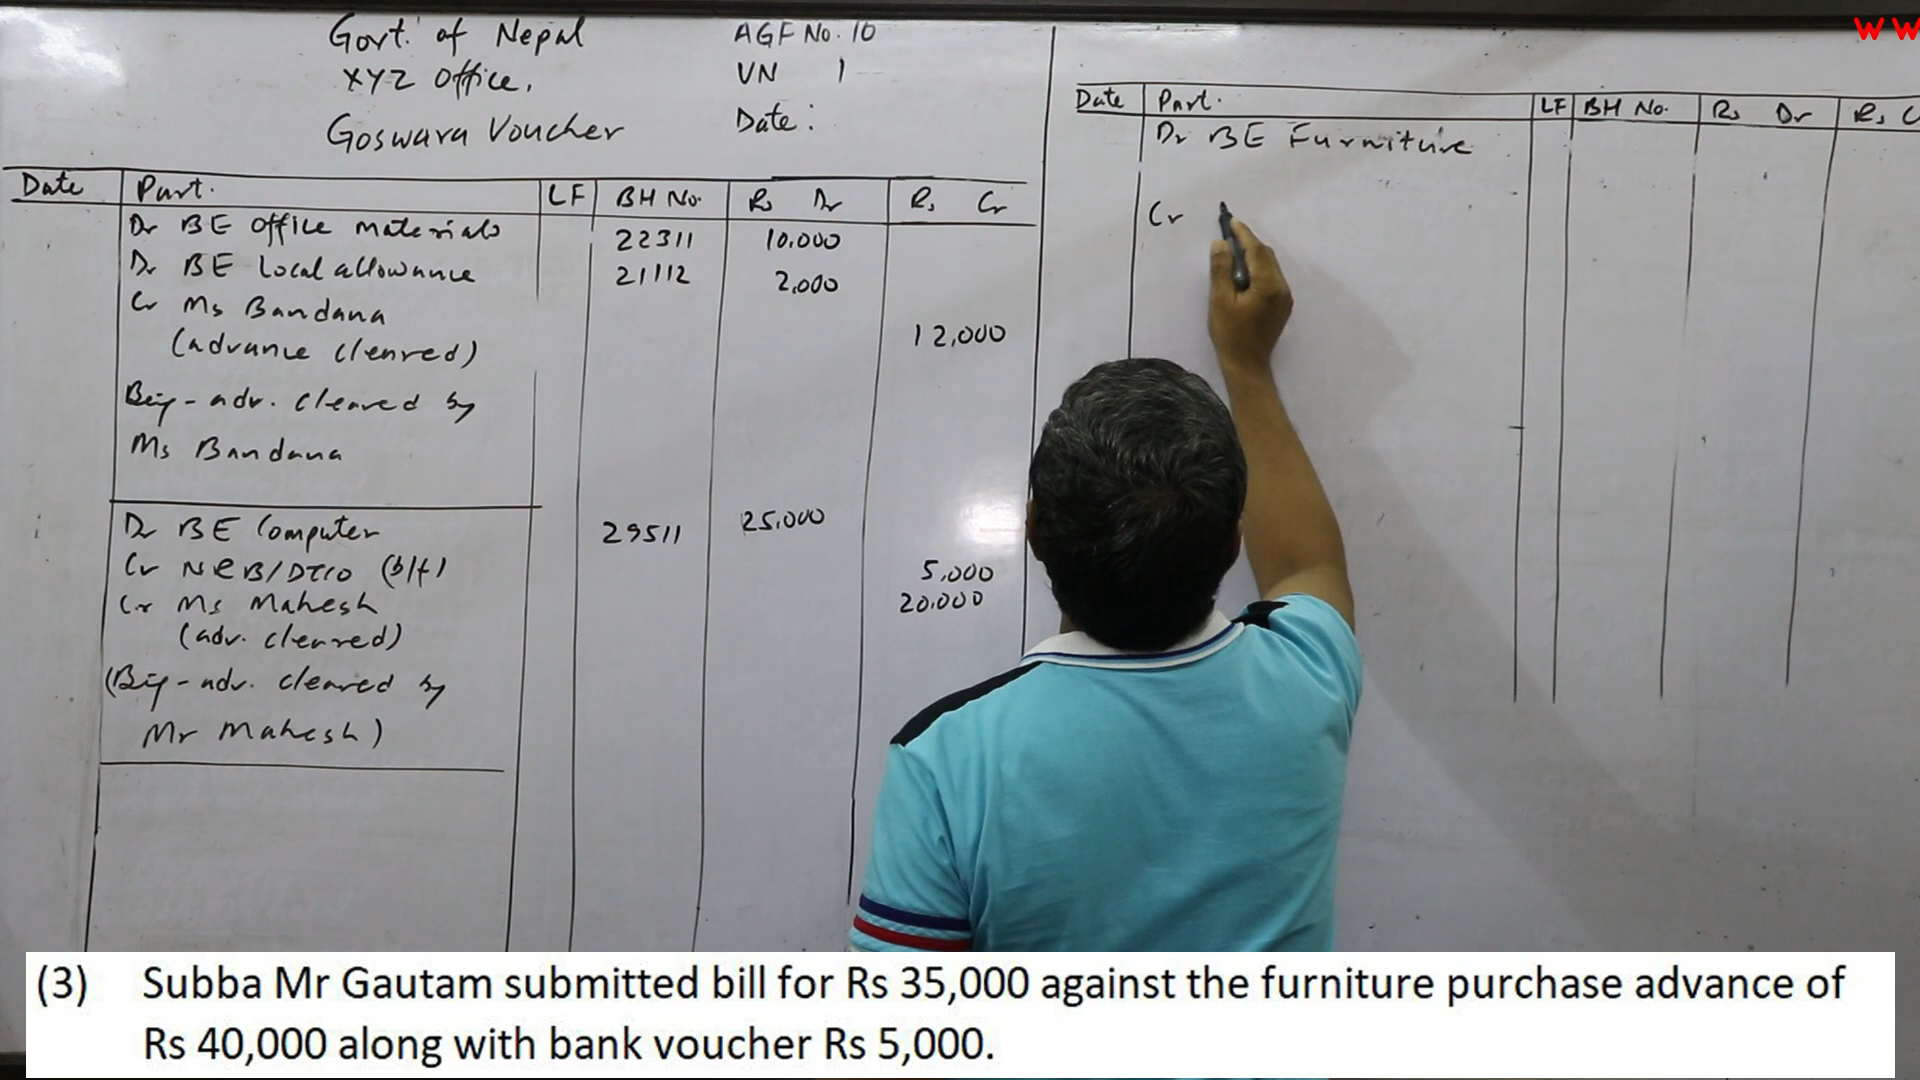 Govt. of Nepal AGF No. 10
XYZ Office, VN 1
Goswara Voucher Date:
Date Part. LF BH No. Rs Dr Rs Cr
Dr BE Office materials 22311 10,000
Dr BE Local allowance 21112 2,000
Cr Ms Bandana
(advance cleared) 12,000
Being - adv. cleared by
Ms Bandana
Dr BE Computer 29511 25,000
Cr NRB/DTCO (b/f) 5,000
Cr Ms Mahesh 20,000
(adv. cleared)
(Being - adv. cleared by
Mr Mahesh)
WW
Date Part. LF BH No. Rs Dr Rs C
Dr BE Furniture
Cr
(3) Subba Mr Gautam submitted bill for Rs 35,000 against the furniture purchase advance of
Rs 40,000 along with bank voucher Rs 5,000.